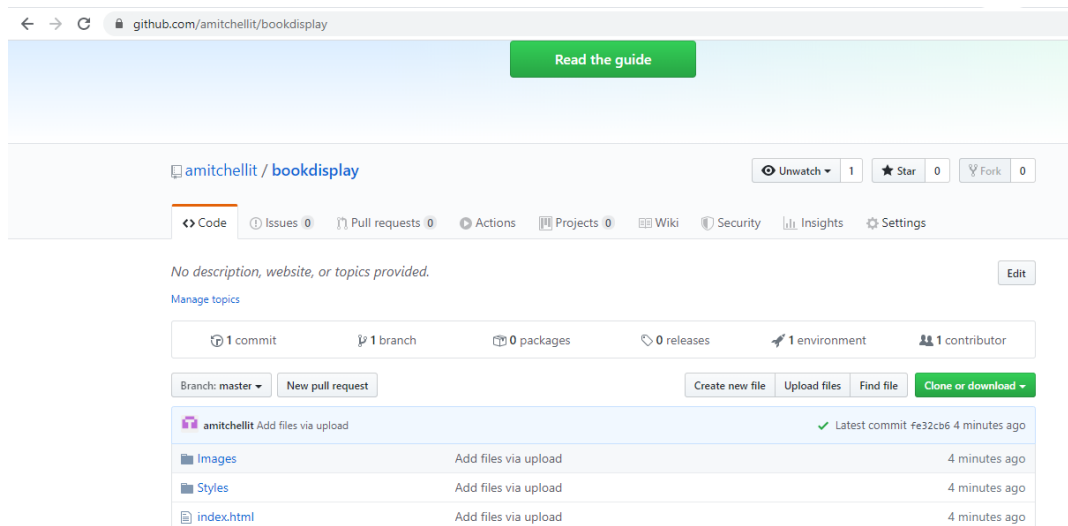 github.com/amitchellit/bookdisplay
Read the guide
amitchellit / bookdisplay
Unwatch 1 Star 0 Fork 0
Code Issues 0 Pull requests 0 Actions Projects 0 Wiki Security Insights Settings
No description, website, or topics provided. Edit
Manage topics
1 commit 1 branch 0 packages 0 releases 1 environment 1 contributor
Branch: master New pull request Create new file Upload files Find file Clone or download
amitchellit Add files via upload Latest commit fe32cb6 4 minutes ago
Images Add files via upload 4 minutes ago
Styles Add files via upload 4 minutes ago
index.html Add files via upload 4 minutes ago